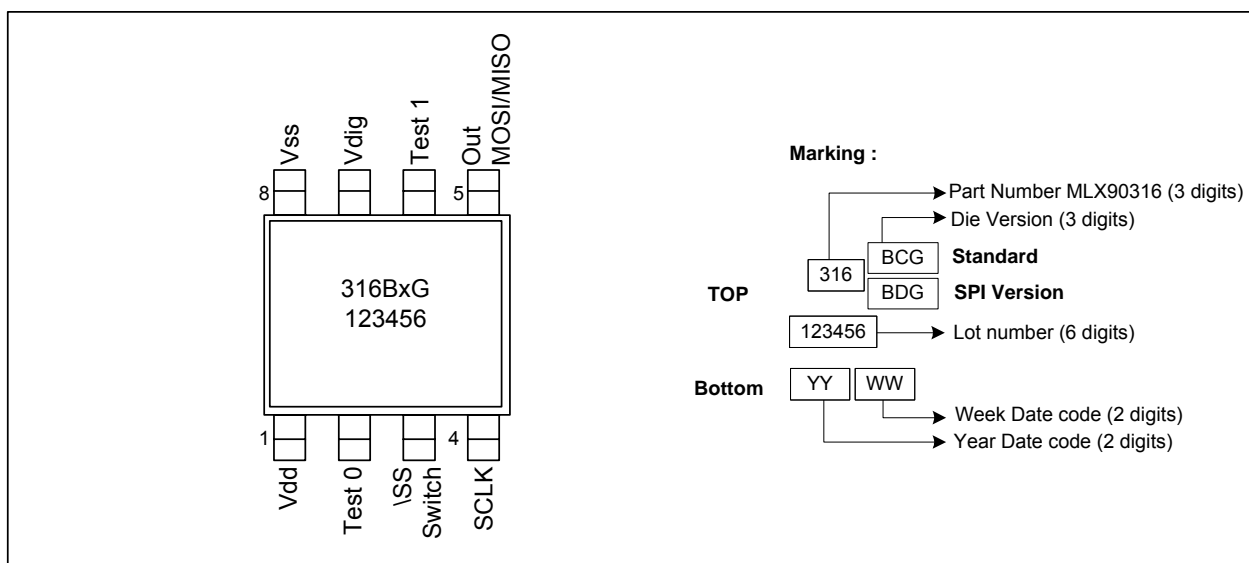 Vss
Vdig
Test 1
Out
MOSI/MISO
8
5
316BxG
123456
1
4
Vdd
Test 0
\SS
Switch
SCLK
Marking :
Part Number MLX90316 (3 digits)
Die Version (3 digits)
BCG Standard
316
BDG SPI Version
TOP
123456 Lot number (6 digits)
Bottom YY WW
Week Date code (2 digits)
Year Date code (2 digits)